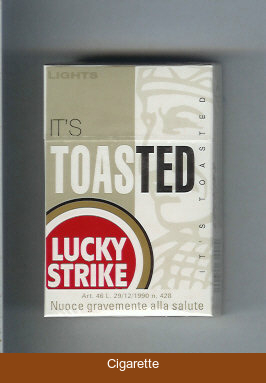 LIGHTS
IT'S
TOASTED
IT'S TOASTED
LUCKY
STRIKE
Art. 46 L. 29/12/1990 n. 428
Nuoce gravemente alla salute
Cigarette